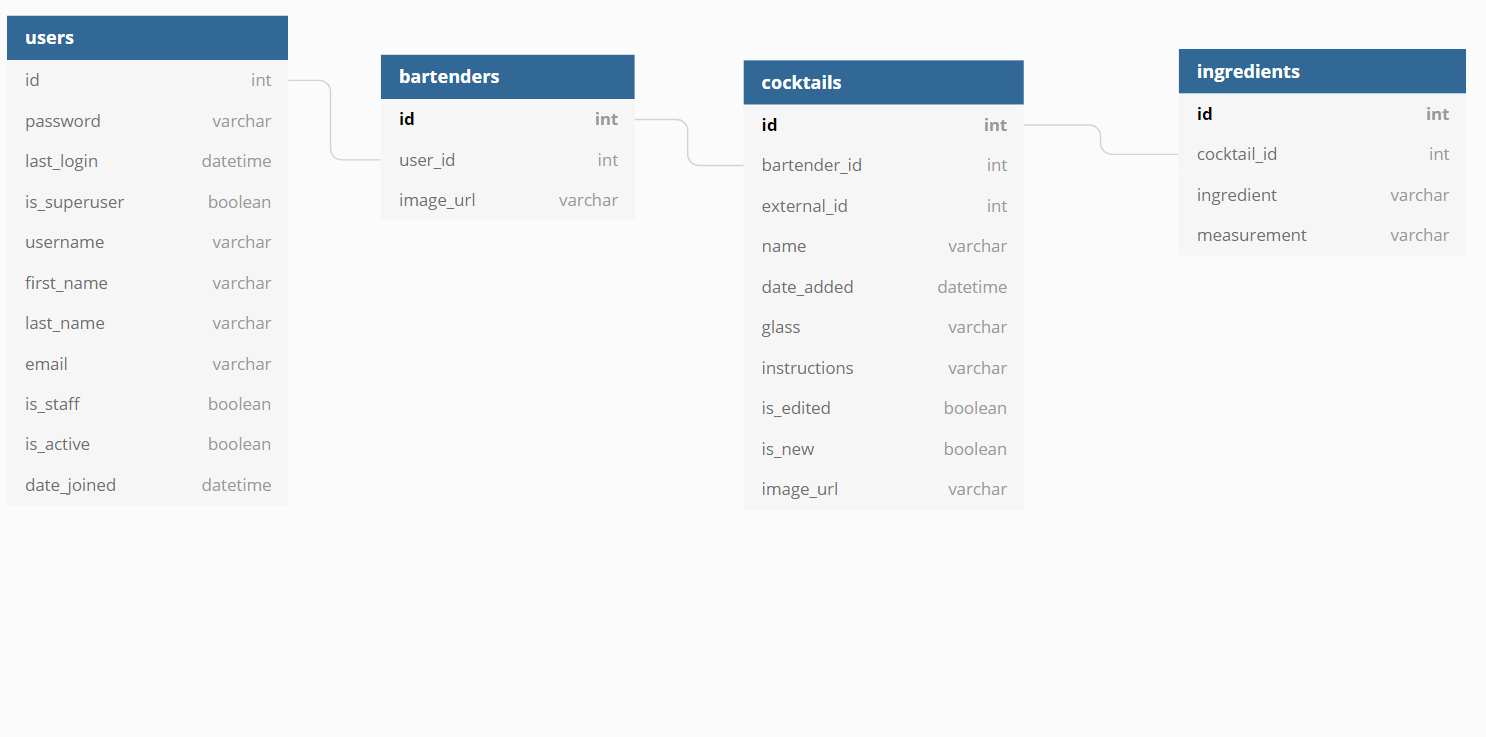 users
id int
password varchar
last_login datetime
is_superuser boolean
username varchar
first_name varchar
last_name varchar
email varchar
is_staff boolean
is_active boolean
date_joined datetime
bartenders
id int
user_id int
image_url varchar
cocktails
id int
bartender_id int
external_id int
name varchar
date_added datetime
glass varchar
instructions varchar
is_edited boolean
is_new boolean
image_url varchar
ingredients
id int
cocktail_id int
ingredient varchar
measurement varchar